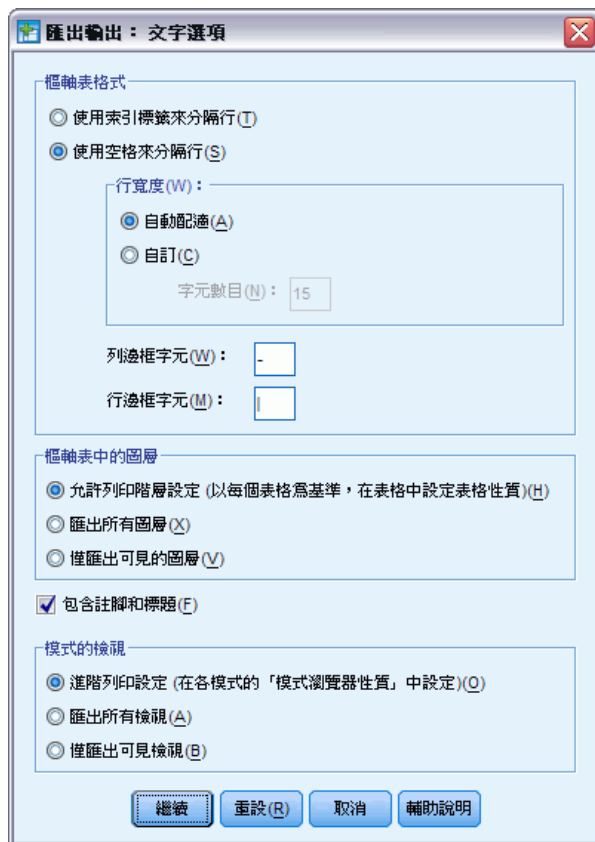 匯出輸出： 文字選項
樞軸表格式
使用索引標籤來分隔行(T)
使用空格來分隔行(S)
行寬度(W)：
自動配適(A)
自訂(C)
字元數目(N)： 15
列邊框字元(W)： -
行邊框字元(M)： |
樞軸表中的圖層
允許列印階層設定 (以每個表格為基準，在表格中設定表格性質)(H)
匯出所有圖層(X)
僅匯出可見的圖層(V)
包含註腳和標題(F)
模式的檢視
進階列印設定 (在各模式的「模式瀏覽器性質」中設定)(O)
匯出所有檢視(A)
僅匯出可見檢視(B)
繼續 重設(R) 取消 輔助說明